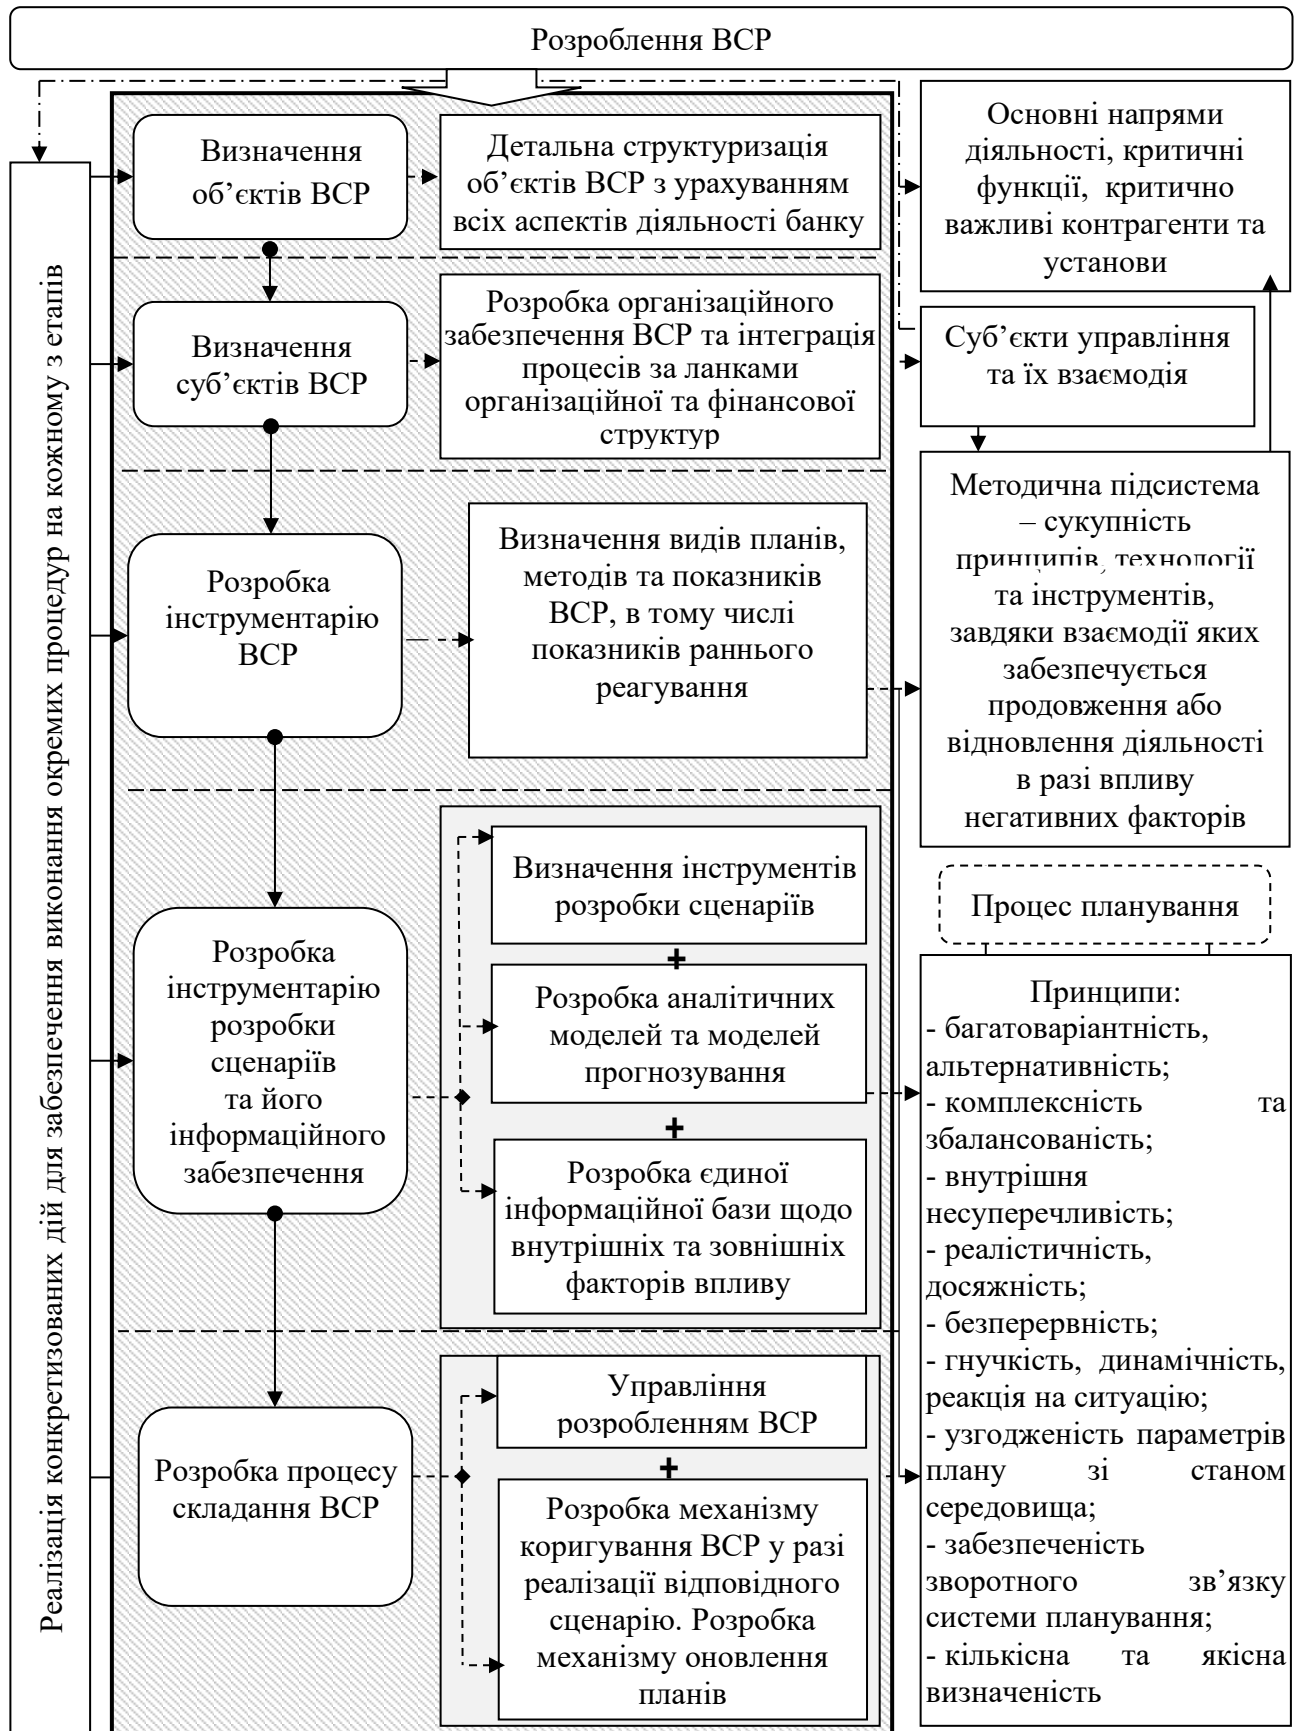 Розроблення ВСР
Реалізація конкретизованих дій для забезпечення виконання окремих процедур на кожному з етапів
Визначення
об’єктів ВСР
Детальна структуризація
об’єктів ВСР з урахуванням
всіх аспектів діяльності банку
Основні напрями
діяльності, критичні
функції, критично
важливі контрагенти та
установи
Визначення
суб’єктів ВСР
Розробка організаційного
забезпечення ВСР та інтеграція
процесів за ланками
організаційної та фінансової
структур
Суб’єкти управління
та їх взаємодія
Розробка
інструментарію
ВСР
Визначення видів планів,
методів та показників
ВСР, в тому числі
показників раннього
реагування
Методична підсистема
– сукупність
принципів, технології
та інструментів,
завдяки взаємодії яких
забезпечується
продовження або
відновлення діяльності
в разі впливу
негативних факторів
Розробка
інструментарію
розробки
сценаріїв
та його
інформаційного
забезпечення
Визначення інструментів
розробки сценаріїв
+
Розробка аналітичних
моделей та моделей
прогнозування
+
Розробка єдиної
інформаційної бази щодо
внутрішніх та зовнішніх
факторів впливу
Процес планування
Принципи:
- багатоваріантність,
альтернативність;
- комплексність та
збалансованість;
- внутрішня
несуперечливість;
- реалістичність,
досяжність;
- безперервність;
- гнучкість, динамічність,
реакція на ситуацію;
- узгодженість параметрів
плану зі станом
середовища;
- забезпеченість
зворотного зв’язку
системи планування;
- кількісна та якісна
визначеність
Розробка процесу
складання ВСР
Управління
розробленням ВСР
+
Розробка механізму
коригування ВСР у разі
реалізації відповідного
сценарію. Розробка
механізму оновлення
планів